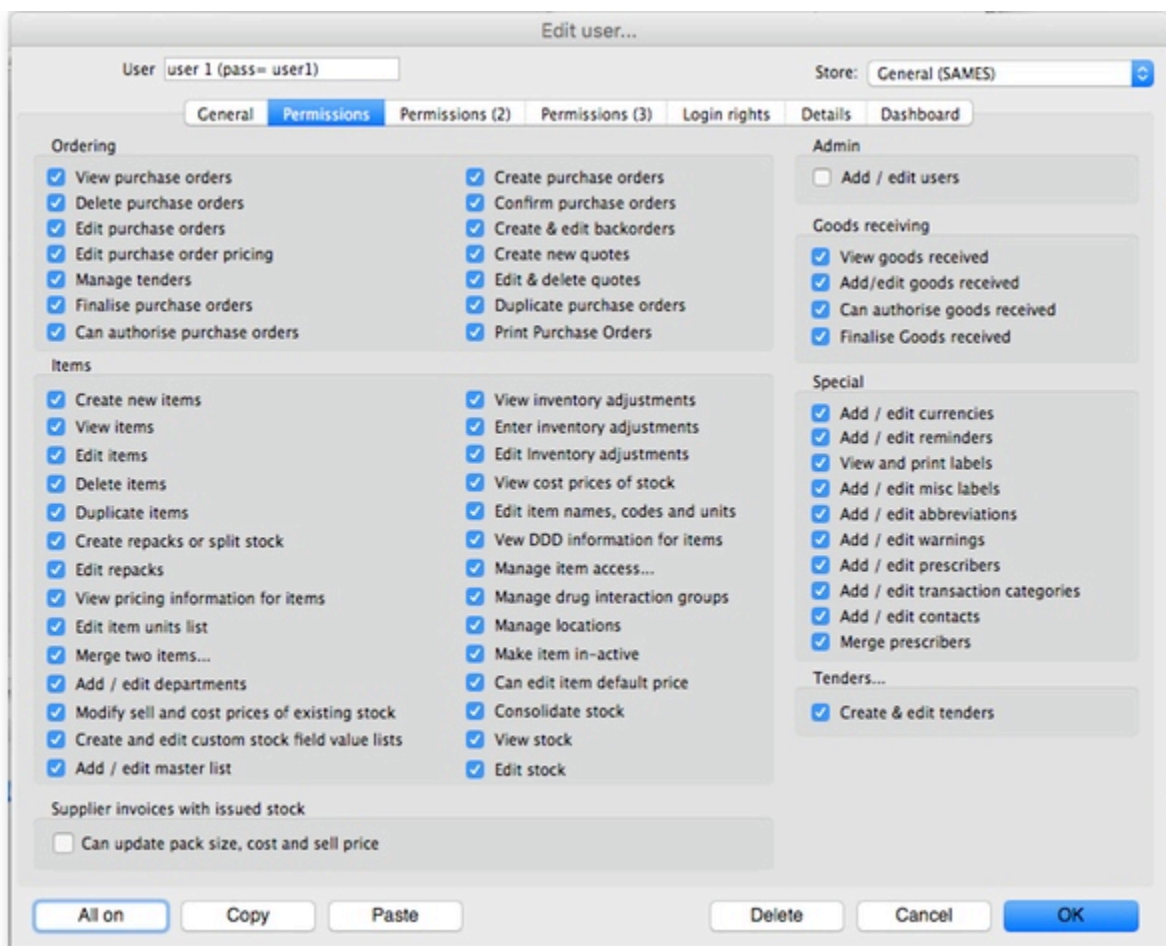 Edit user...
User user 1 (pass= user1)
Store: General (SAMES)
General Permissions Permissions (2) Permissions (3) Login rights Details Dashboard
Ordering
View purchase orders
Delete purchase orders
Edit purchase orders
Edit purchase order pricing
Manage tenders
Finalise purchase orders
Can authorise purchase orders
Create purchase orders
Confirm purchase orders
Create & edit backorders
Create new quotes
Edit & delete quotes
Duplicate purchase orders
Print Purchase Orders
Items
Create new items
View items
Edit items
Delete items
Duplicate items
Create repacks or split stock
Edit repacks
View pricing information for items
Edit item units list
Merge two items...
Add / edit departments
Modify sell and cost prices of existing stock
Create and edit custom stock field value lists
Add / edit master list
View inventory adjustments
Enter inventory adjustments
Edit Inventory adjustments
View cost prices of stock
Edit item names, codes and units
Vew DDD information for items
Manage item access...
Manage drug interaction groups
Manage locations
Make item in-active
Can edit item default price
Consolidate stock
View stock
Edit stock
Supplier invoices with issued stock
Can update pack size, cost and sell price
Admin
Add / edit users
Goods receiving
View goods received
Add/edit goods received
Can authorise goods received
Finalise Goods received
Special
Add / edit currencies
Add / edit reminders
View and print labels
Add / edit misc labels
Add / edit abbreviations
Add / edit warnings
Add / edit prescribers
Add / edit transaction categories
Add / edit contacts
Merge prescribers
Tenders...
Create & edit tenders
All on Copy Paste Delete Cancel OK